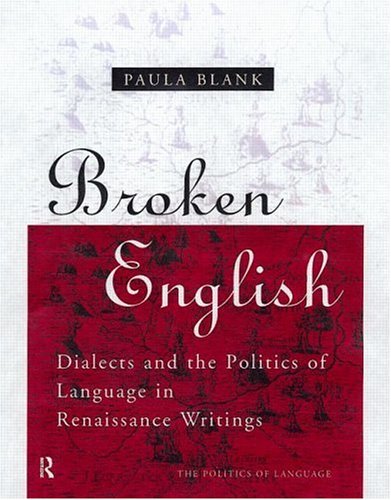 PAULA BLANK
Broken
English
Dialects and the Politics of
Language in
Renaissance Writings
R
THE POLITICS OF LANGUAGE